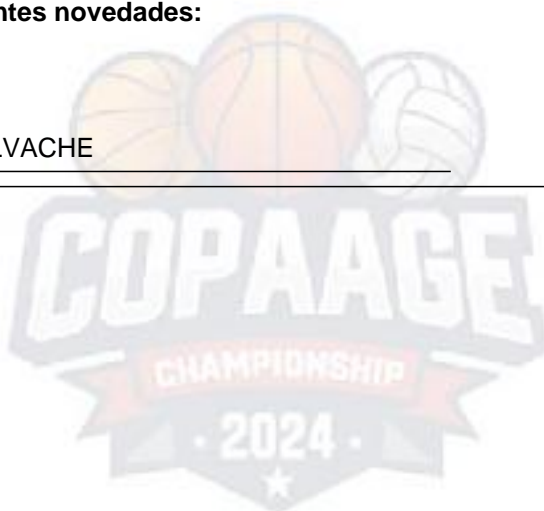 ntes novedades:
VACHE
COPAAGE
CHAMPIONSHIP
· 2024 ·